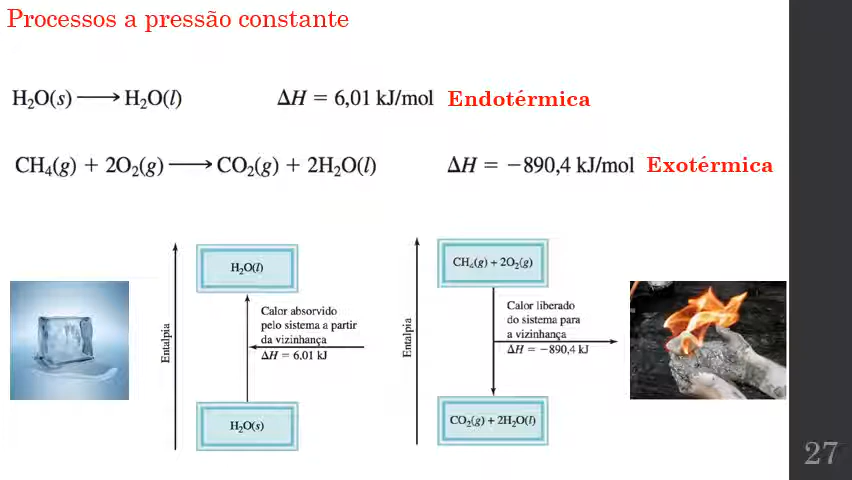 Processos a pressão constante
H₂O(s) ⟶ H₂O(l) ΔH = 6,01 kJ/mol Endotérmica
CH₄(g) + 2O₂(g) ⟶ CO₂(g) + 2H₂O(l) ΔH = −890,4 kJ/mol Exotérmica
Entalpia
H₂O(l)
Calor absorvido
pelo sistema a partir
da vizinhança
ΔH = 6,01 kJ
H₂O(s)
Entalpia
CH₄(g) + 2O₂(g)
Calor liberado
do sistema para
a vizinhança
ΔH = −890,4 kJ
CO₂(g) + 2H₂O(l)
27